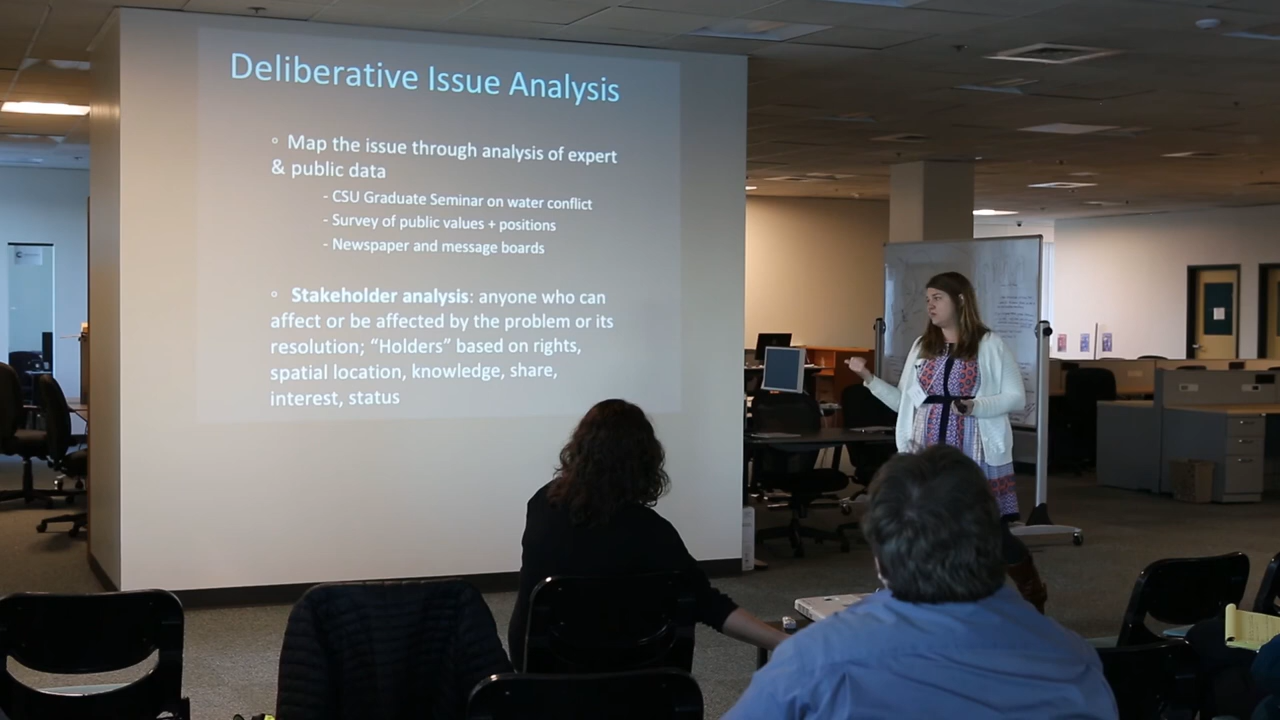 Deliberative Issue Analysis
◦ Map the issue through analysis of expert
& public data
- CSU Graduate Seminar on water conflict
- Survey of public values + positions
- Newspaper and message boards
◦ Stakeholder analysis: anyone who can
affect or be affected by the problem or its
resolution; “Holders” based on rights,
spatial location, knowledge, share,
interest, status